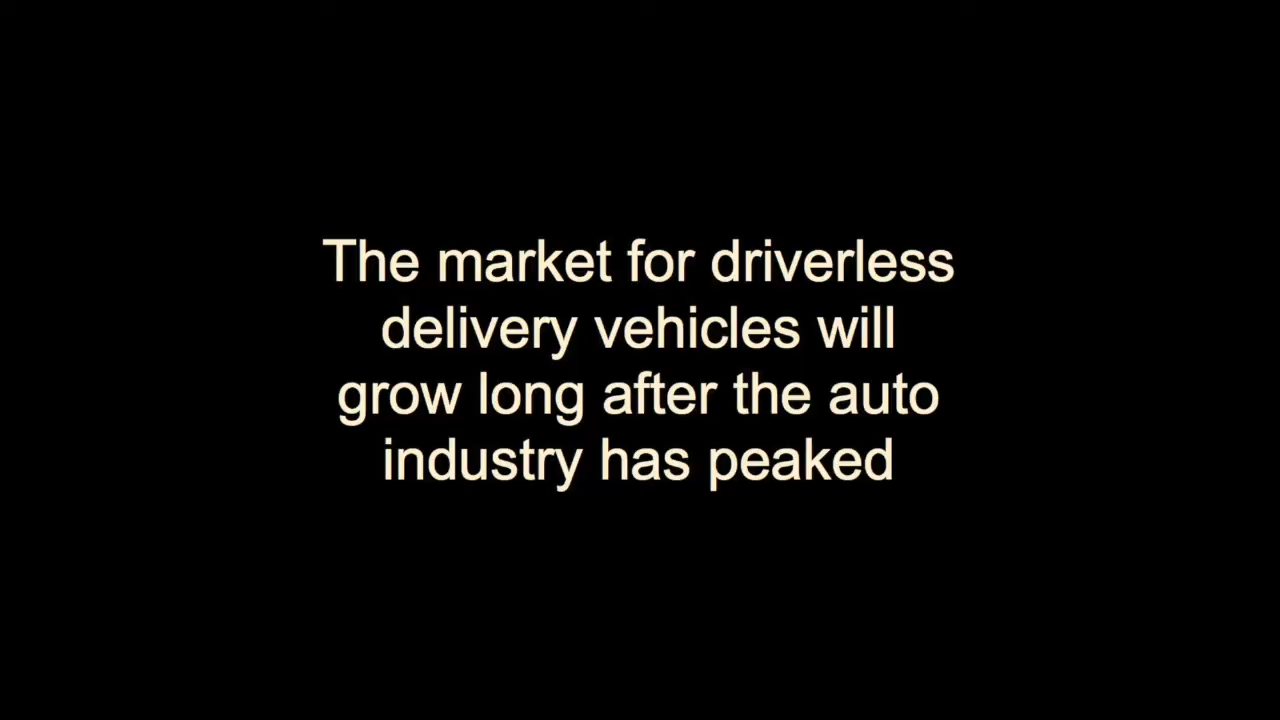 The market for driverless
delivery vehicles will
grow long after the auto
industry has peaked